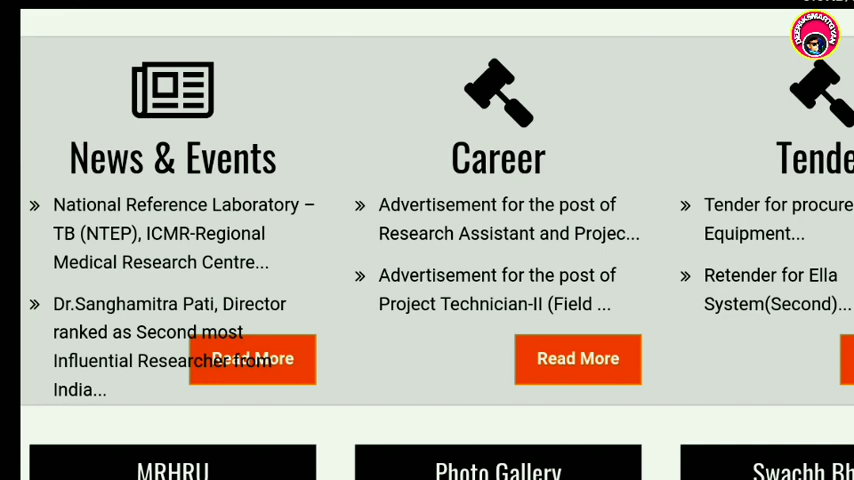 DEEPAKSMARTGYAN
News & Events
National Reference Laboratory –
TB (NTEP), ICMR-Regional
Medical Research Centre...
Dr.Sanghamitra Pati, Director
ranked as Second most
Influential Researcher from
India...
Read More
Career
Advertisement for the post of
Research Assistant and Projec...
Advertisement for the post of
Project Technician-II (Field ...
Read More
Tende
Tender for procure
Equipment...
Retender for Ella
System(Second)...
MRHRU
Photo Gallery
Swachh Bh